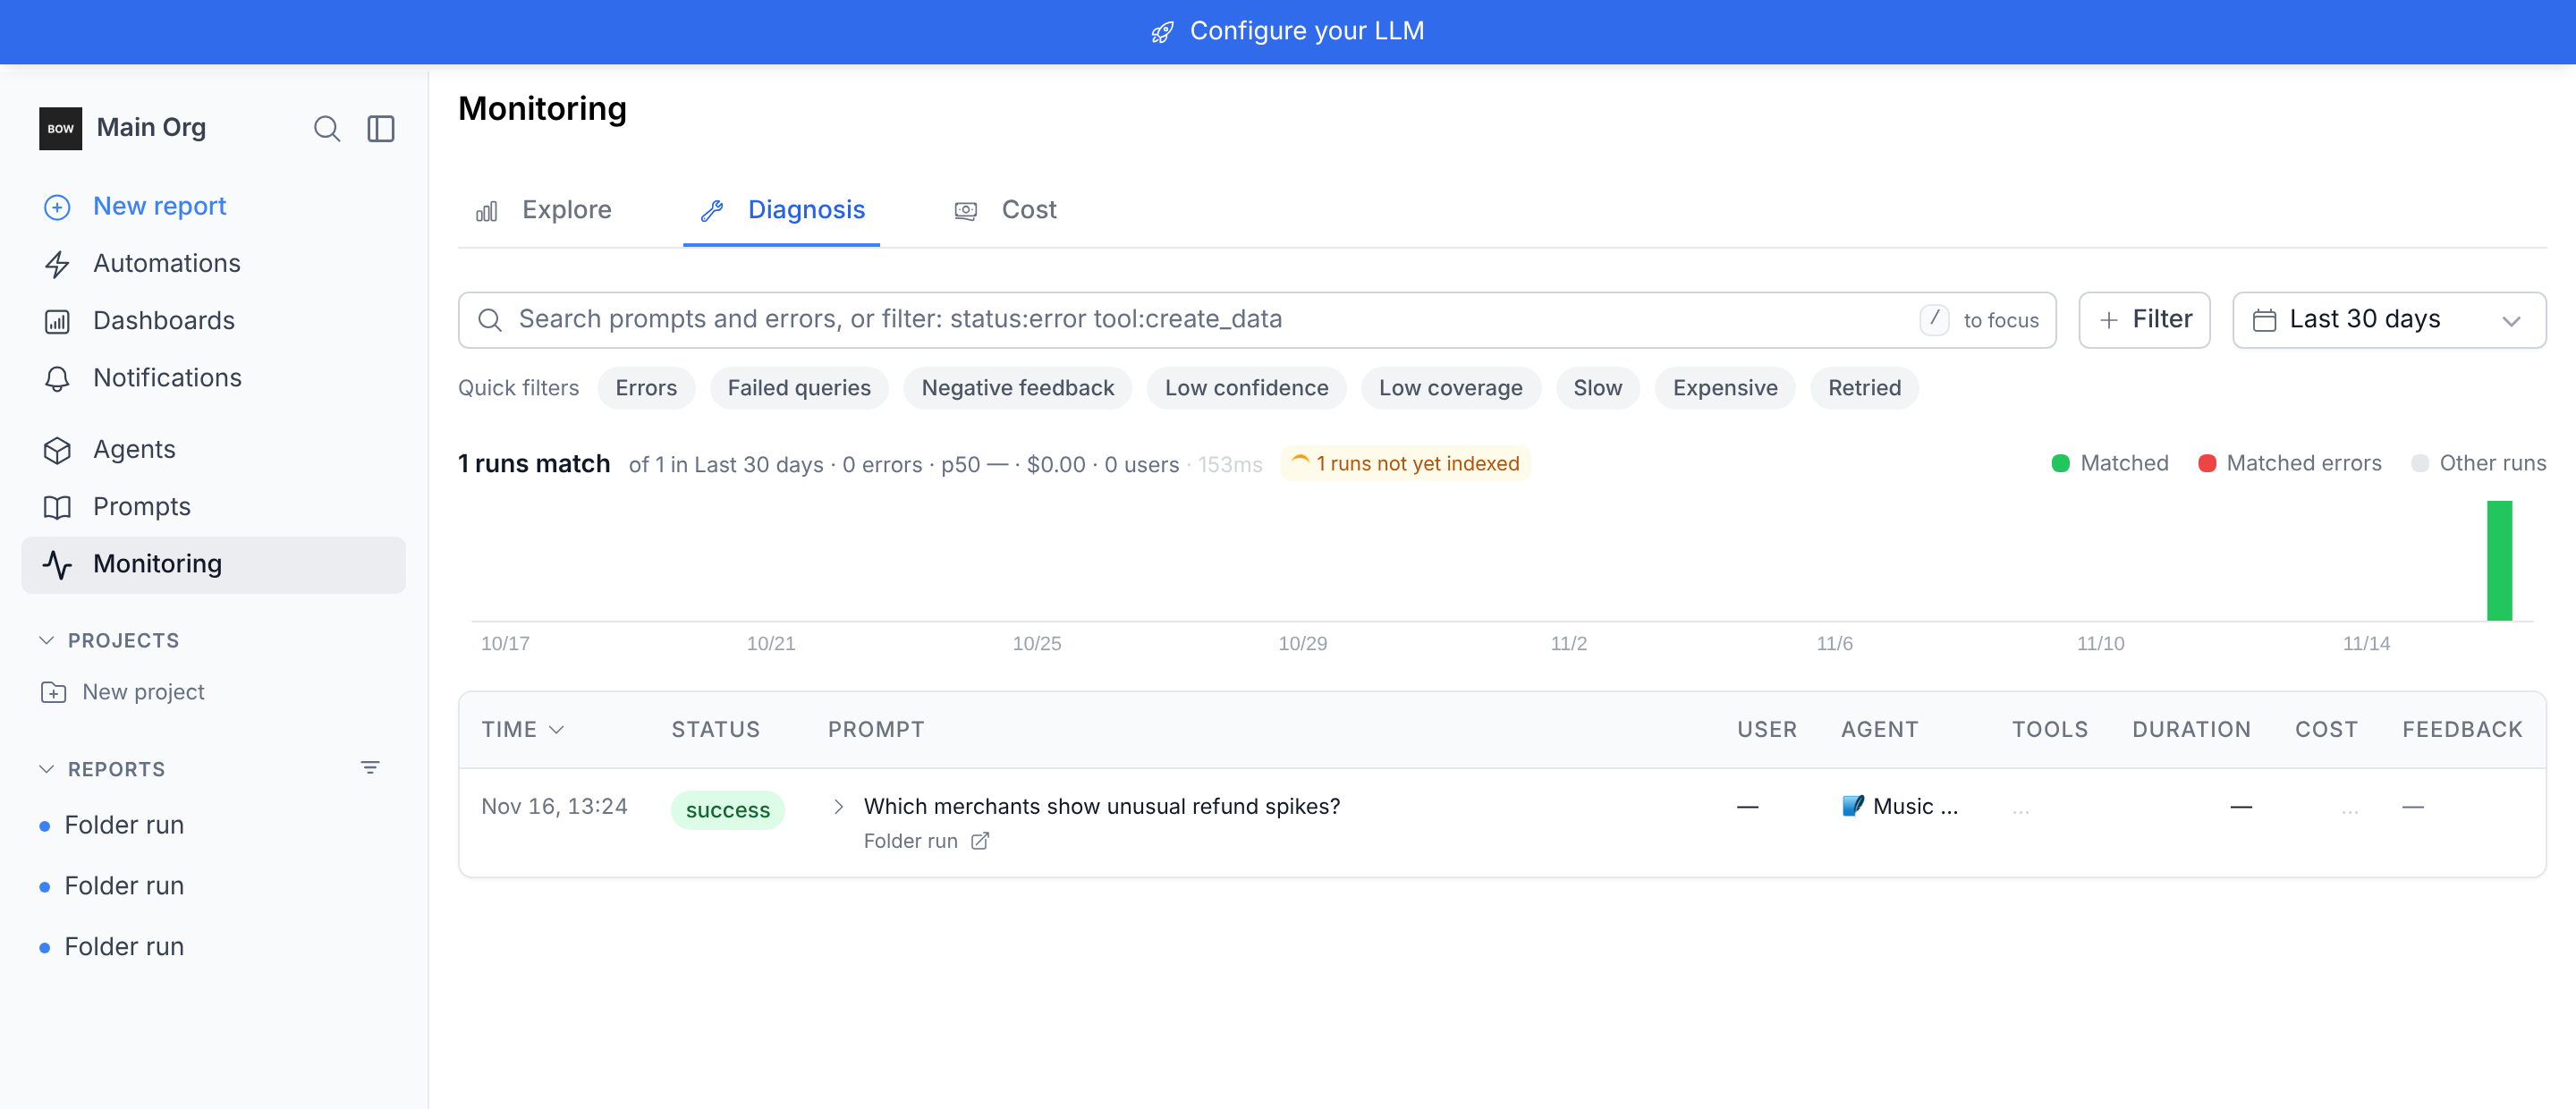 Configure your LLM
BOW Main Org
New report
Automations
Dashboards
Notifications
Agents
Prompts
Monitoring
PROJECTS
New project
REPORTS
Folder run
Folder run
Folder run
Monitoring
Explore
Diagnosis
Cost
Search prompts and errors, or filter: status:error tool:create_data
/ to focus
Filter
Last 30 days
Quick filters Errors Failed queries Negative feedback Low confidence Low coverage Slow Expensive Retried
1 runs match of 1 in Last 30 days · 0 errors · p50 — · $0.00 · 0 users · 153ms 1 runs not yet indexed
Matched Matched errors Other runs
10/17 10/21 10/25 10/29 11/2 11/6 11/10 11/14
TIME STATUS PROMPT USER AGENT TOOLS DURATION COST FEEDBACK
Nov 16, 13:24 success Which merchants show unusual refund spikes? — Music ... ... — ... —
Folder run